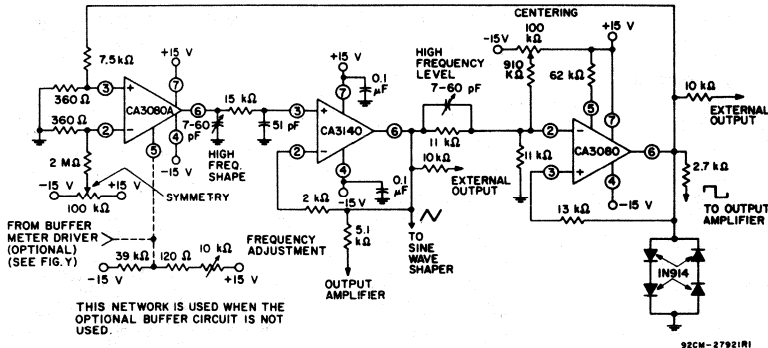 CENTERING
-15V
100
kΩ
+15 V
7.5 kΩ
+15 V
7
360 Ω
3
+
CA3080A
6
360 Ω
2
-
5
4
-15 V
2 MΩ
-15 V
+15 V
SYMMETRY
100 kΩ
7-60 pF
HIGH
FREQ.
SHAPE
15 kΩ
51 pF
+15 V
0.1
μF
7
3
+
CA3140
6
2
-
4
-15 V
0.1
μF
HIGH
FREQUENCY
LEVEL
7-60 pF
11 kΩ
10kΩ
EXTERNAL
OUTPUT
910
KΩ
62 kΩ
5
7
2
-
CA3080
6
11 kΩ
3
+
4
-15 V
13 kΩ
10 kΩ
EXTERNAL
OUTPUT
2.7 kΩ
TO OUTPUT
AMPLIFIER
1N914
2 kΩ
5.1
kΩ
OUTPUT
AMPLIFIER
TO
SINE
WAVE
SHAPER
FROM BUFFER
METER DRIVER
(OPTIONAL)
(SEE FIG.Y)
FREQUENCY
ADJUSTMENT
39 kΩ
120Ω
10 kΩ
-15 V
+15 V
THIS NETWORK IS USED WHEN THE
OPTIONAL BUFFER CIRCUIT IS NOT
USED.
92CM-27921R1